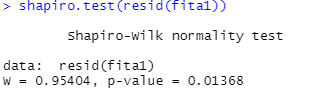 > shapiro.test(resid(fita1))
Shapiro-Wilk normality test
data:  resid(fita1)
W = 0.95404, p-value = 0.01368